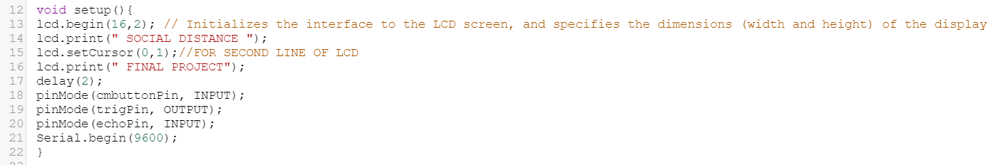 12 void setup(){
13 lcd.begin(16,2); // Initializes the interface to the LCD screen, and specifies the dimensions (width and height) of the display
14 lcd.print(" SOCIAL DISTANCE ");
15 lcd.setCursor(0,1);//FOR SECOND LINE OF LCD
16 lcd.print(" FINAL PROJECT");
17 delay(2);
18 pinMode(cmbuttonPin, INPUT);
19 pinMode(trigPin, OUTPUT);
20 pinMode(echoPin, INPUT);
21 Serial.begin(9600);
22 }